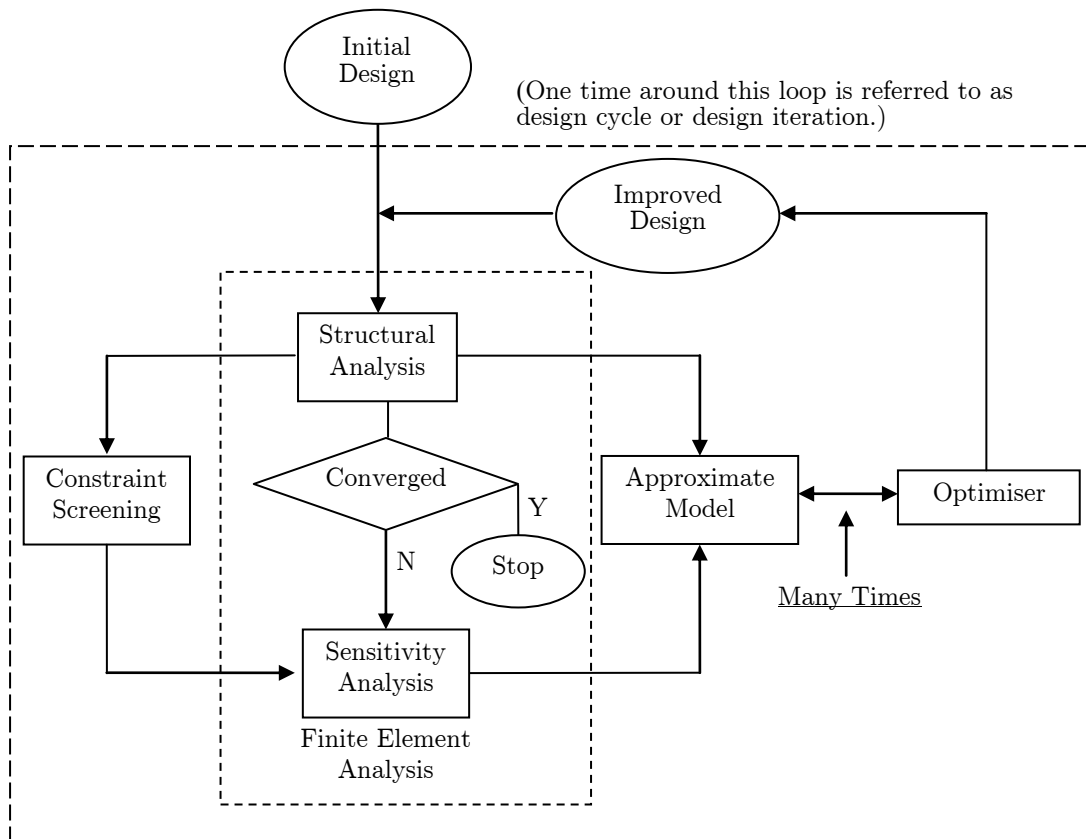 Initial
Design
(One time around this loop is referred to as
design cycle or design iteration.)
Improved
Design
Structural
Analysis
Constraint
Screening
Converged
Approximate
Model
Optimiser
Y
N
Stop
Many Times
Sensitivity
Analysis
Finite Element
Analysis